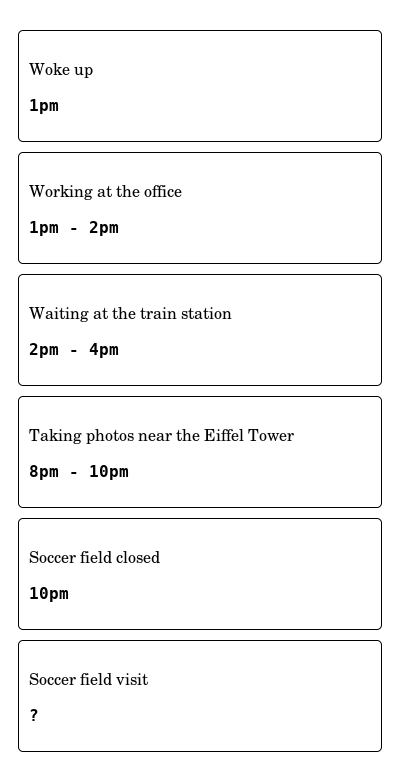 Woke up
1pm
Working at the office
1pm - 2pm
Waiting at the train station
2pm - 4pm
Taking photos near the Eiffel Tower
8pm - 10pm
Soccer field closed
10pm
Soccer field visit
?